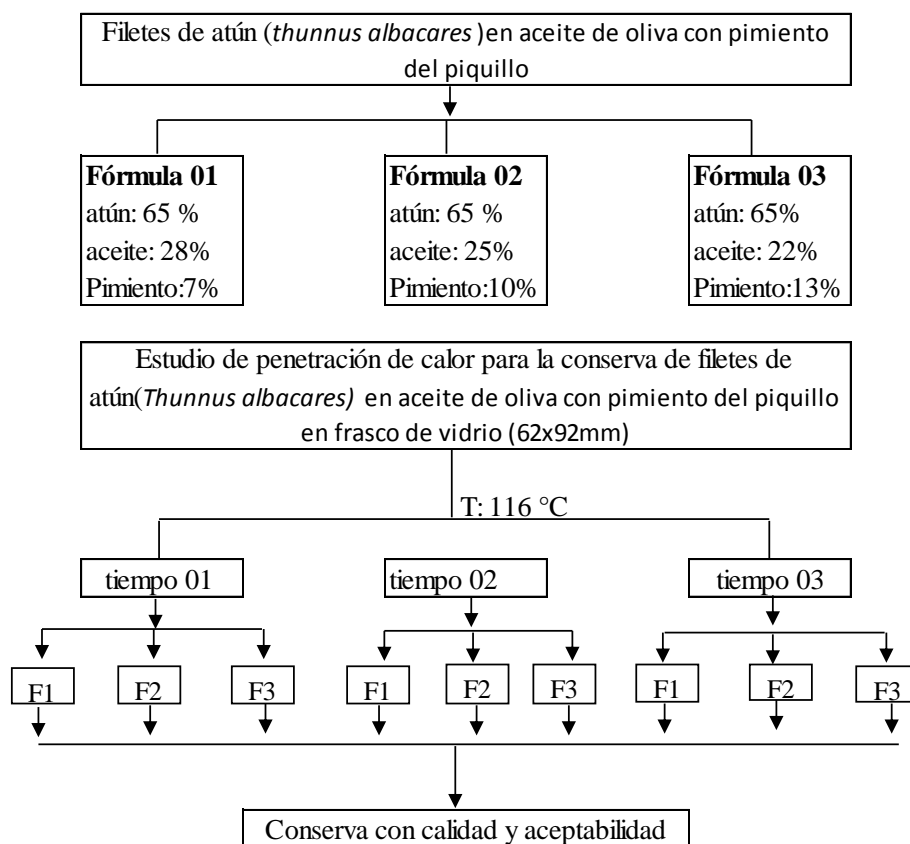 Filetes de atún (thunnus albacares )en aceite de oliva con pimiento
del piquillo
Fórmula 01
atún: 65 %
aceite: 28%
Pimiento:7%
Fórmula 02
atún: 65 %
aceite: 25%
Pimiento:10%
Fórmula 03
atún: 65%
aceite: 22%
Pimiento:13%
Estudio de penetración de calor para la conserva de filetes de
atún(Thunnus albacares) en aceite de oliva con pimiento del piquillo
en frasco de vidrio (62x92mm)
T: 116 °C
tiempo 01
tiempo 02
tiempo 03
F1
F2
F3
F1
F2
F3
F1
F2
F3
Conserva con calidad y aceptabilidad